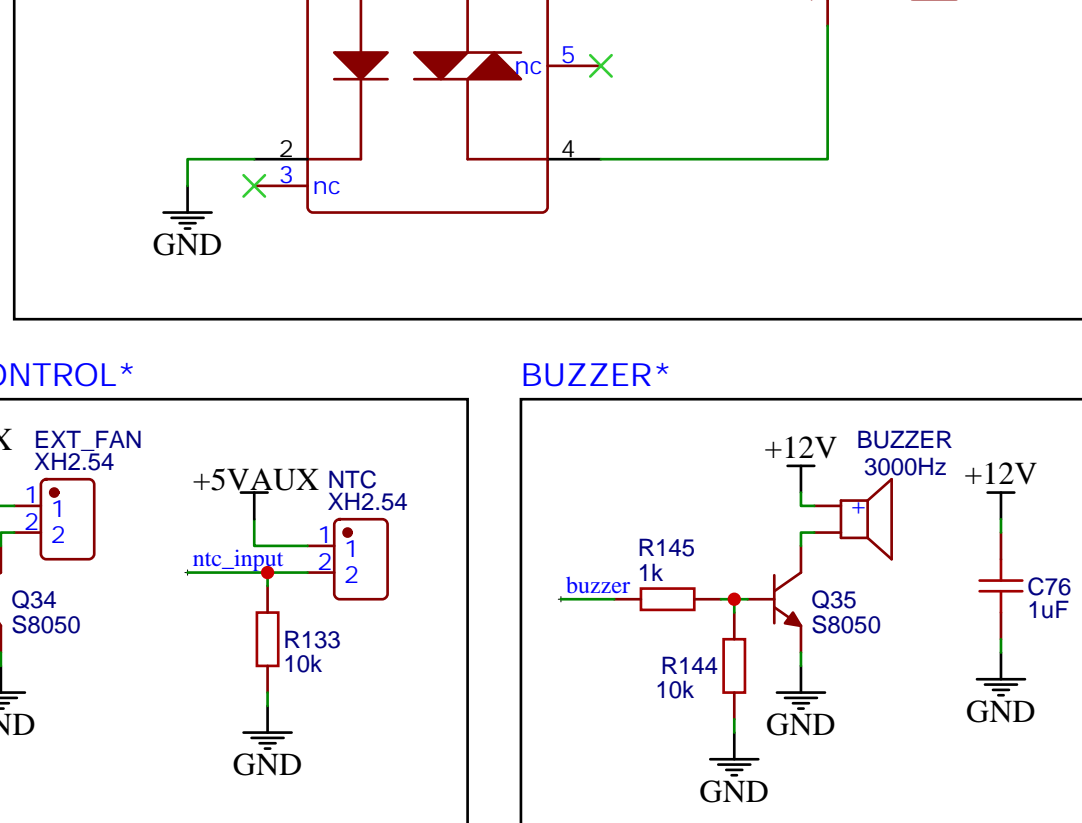 nc
5
2
4
3
nc
GND
ONTROL*
BUZZER*
X
EXT_FAN
XH2.54
1
1
2
2
Q34
S8050
ND
+5VAUX
NTC
XH2.54
1
1
ntc_input
2
2
R133
10k
GND
+12V
BUZZER
3000Hz
+
+12V
R145
1k
buzzer
Q35
S8050
C76
1uF
R144
10k
GND
GND
GND